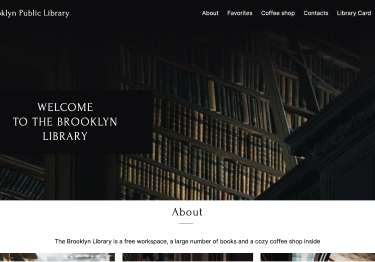 oklyn Public Library
About Favorites Coffee shop Contacts Library Card
WELCOME
TO THE BROOKLYN
LIBRARY
About
The Brooklyn Library is a free workspace, a large number of books and a cozy coffee shop inside